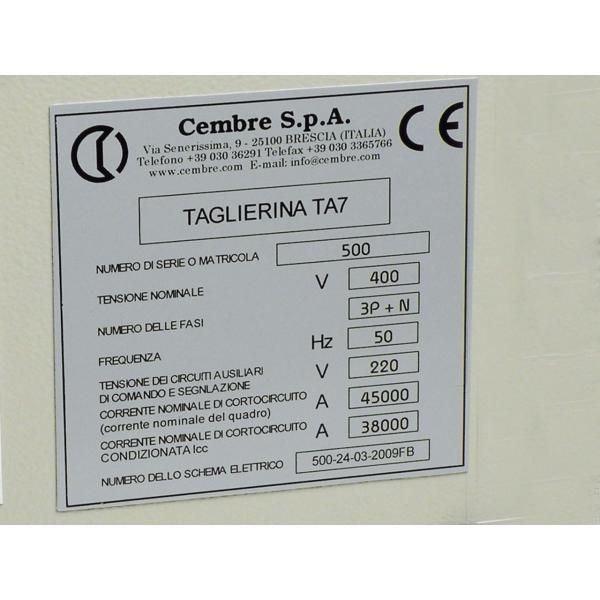 Cembre S.p.A.
Via Senerissima, 9 - 25100 BRESCIA (ITALIA)
Telefono +39 030 36291 Telefax +39 030 3365766
www.cembre.com E-mail: info@cembre.com
CE
TAGLIERINA TA7
NUMERO DI SERIE O MATRICOLA 500
TENSIONE NOMINALE V 400
NUMERO DELLE FASI 3P + N
FREQUENZA Hz 50
TENSIONE DEI CIRCUITI AUSILIARI
DI COMANDO E SEGNLAZIONE V 220
CORRENTE NOMINALE DI CORTOCIRCUITO A 45000
(corrente nominale del quadro)
CORRENTE NOMINALE DI CORTOCIRCUITO A 38000
CONDIZIONATA Icc
NUMERO DELLO SCHEMA ELETTRICO 500-24-03-2009FB